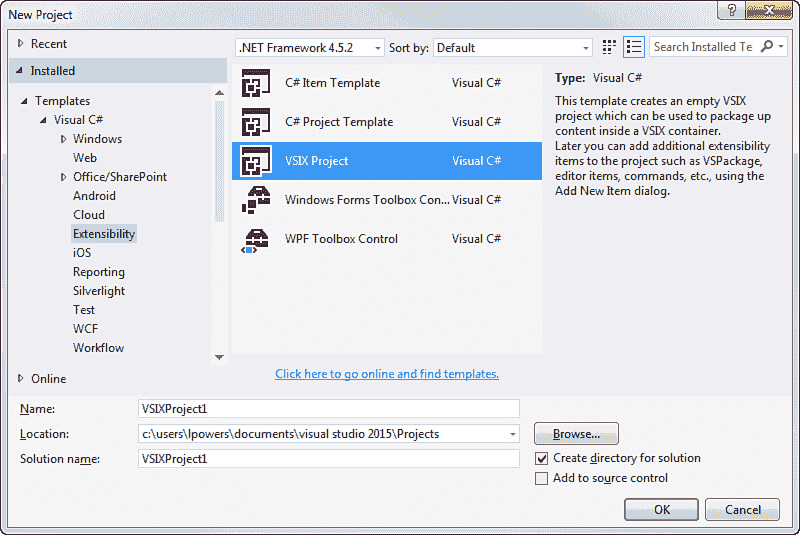 New Project
?
Recent
.NET Framework 4.5.2
Sort by:
Default
Search Installed Te
Installed
Templates
Visual C#
Windows
Web
Office/SharePoint
Android
Cloud
Extensibility
iOS
Reporting
Silverlight
Test
WCF
Workflow
Online
C# Item Template Visual C#
C# Project Template Visual C#
VSIX Project Visual C#
Windows Forms Toolbox Con... Visual C#
WPF Toolbox Control Visual C#
Click here to go online and find templates.
Type: Visual C#
This template creates an empty VSIX
project which can be used to package up
content inside a VSIX container.
Later you can add additional extensibility
items to the project such as VSPackage,
editor items, commands, etc., using the
Add New Item dialog.
Name: VSIXProject1
Location: c:\users\lpowers\documents\visual studio 2015\Projects
Browse...
Solution name: VSIXProject1
Create directory for solution
Add to source control
OK
Cancel